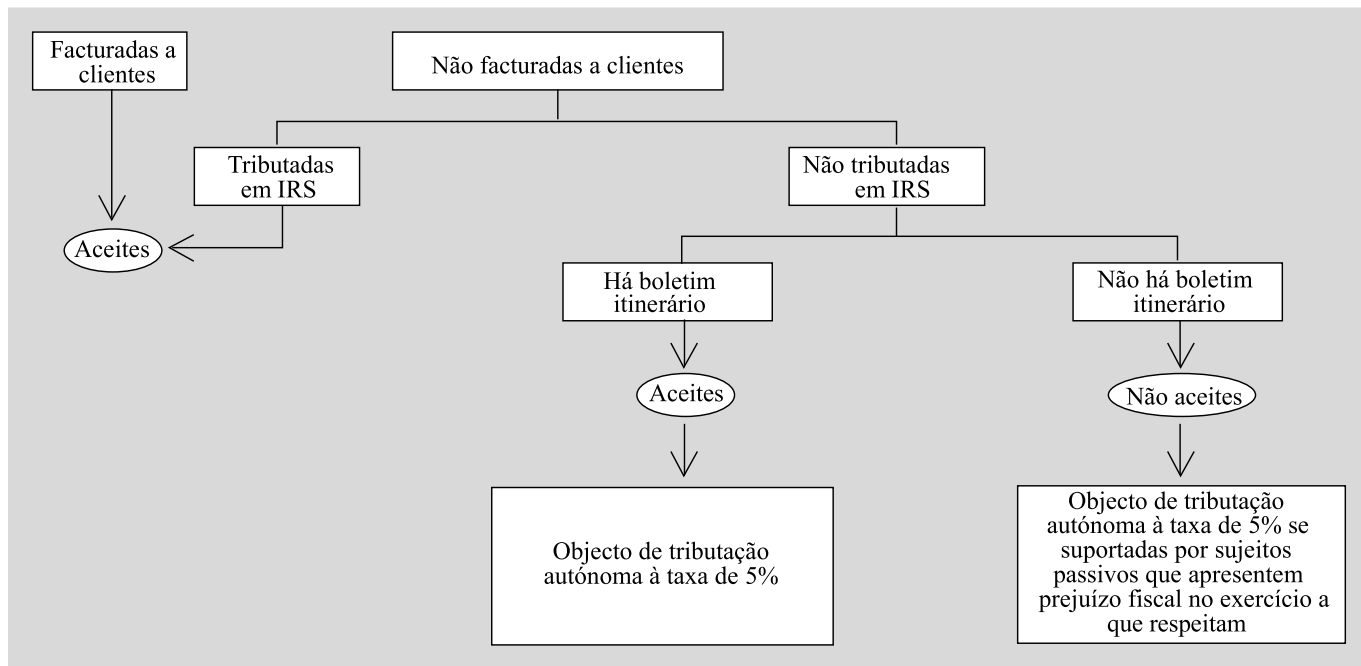 Facturadas a
clientes
Não facturadas a clientes
Tributadas
em IRS
Não tributadas
em IRS
Aceites
Há boletim
itinerário
Não há boletim
itinerário
Aceites
Não aceites
Objecto de tributação
autónoma à taxa de 5%
Objecto de tributação
autónoma à taxa de 5% se
suportadas por sujeitos
passivos que apresentem
prejuízo fiscal no exercício a
que respeitam